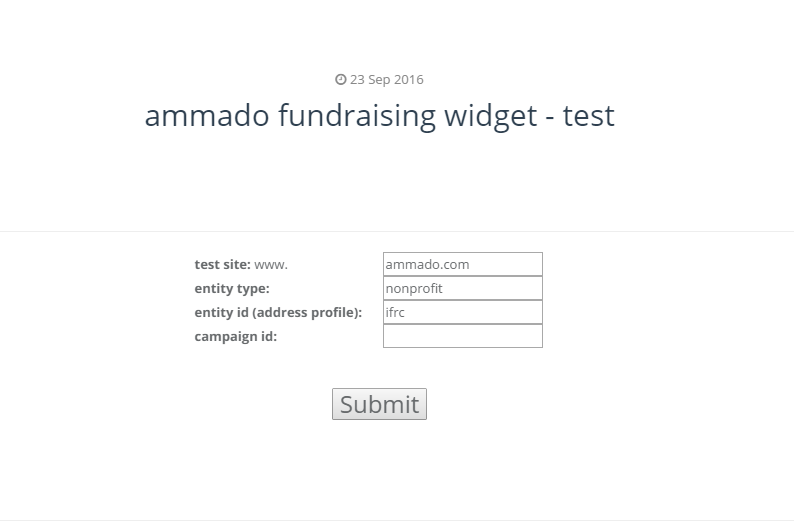 23 Sep 2016
ammado fundraising widget - test
test site: www. ammado.com
entity type: nonprofit
entity id (address profile): ifrc
campaign id:
Submit